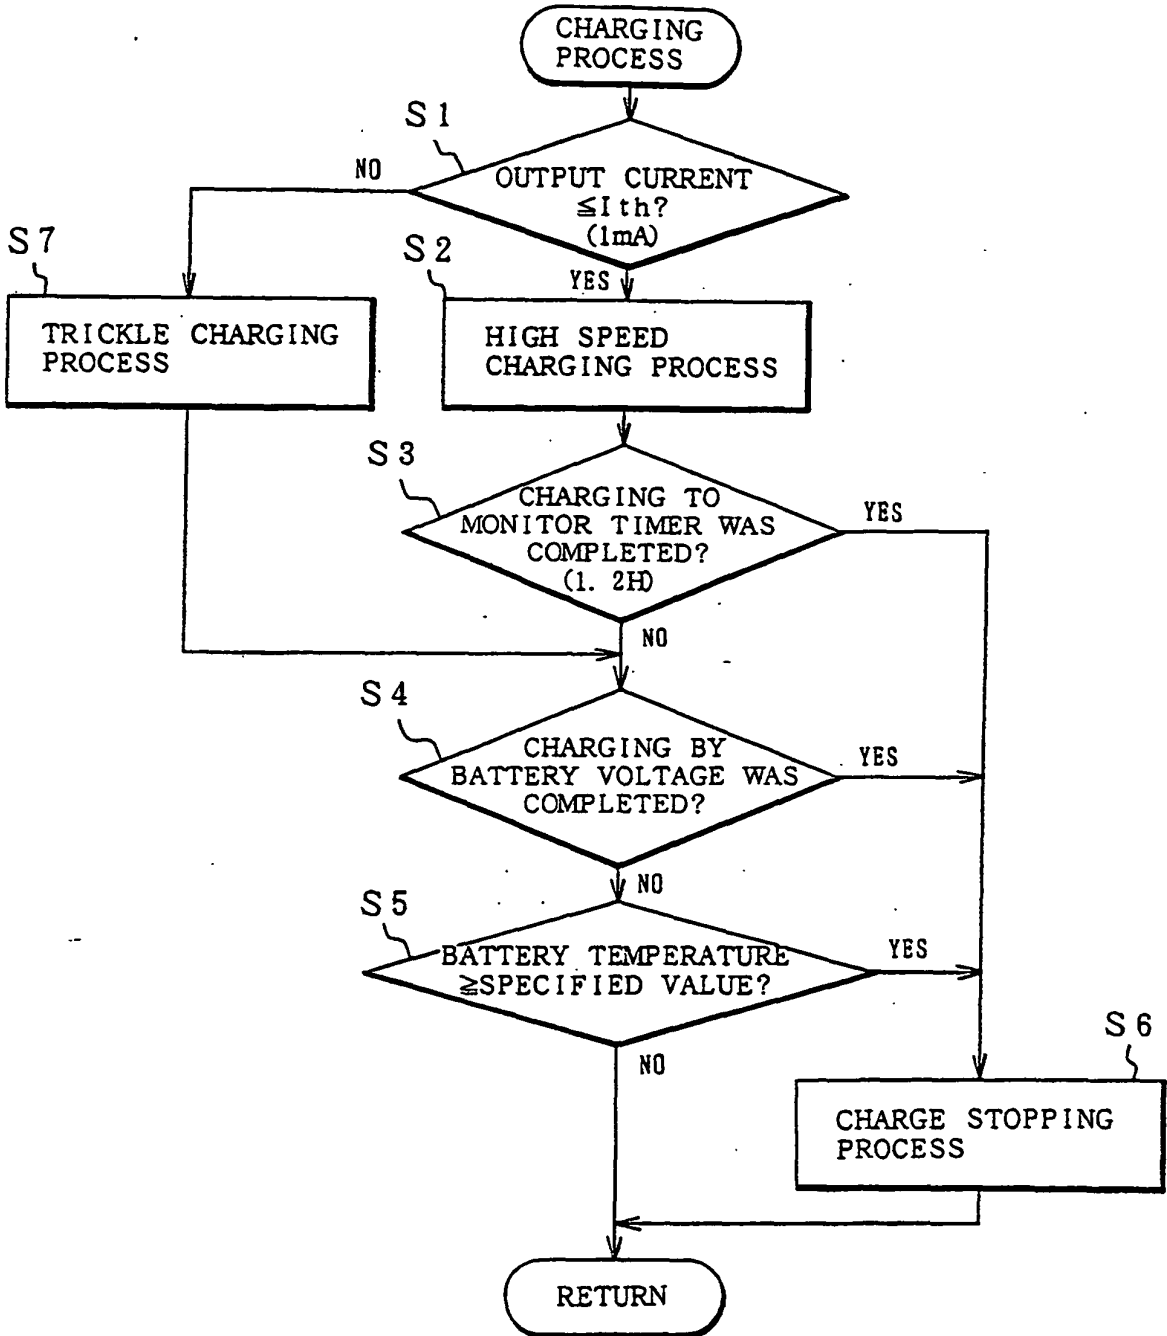 CHARGING
PROCESS
S1
NO
OUTPUT CURRENT
≦Ith?
(1mA)
S7
S2
YES
TRICKLE CHARGING
PROCESS
HIGH SPEED
CHARGING PROCESS
S3
CHARGING TO
MONITOR TIMER WAS
COMPLETED?
(1. 2H)
YES
NO
S4
CHARGING BY
BATTERY VOLTAGE WAS
COMPLETED?
YES
NO
S5
BATTERY TEMPERATURE
≧SPECIFIED VALUE?
YES
NO
S6
CHARGE STOPPING
PROCESS
RETURN